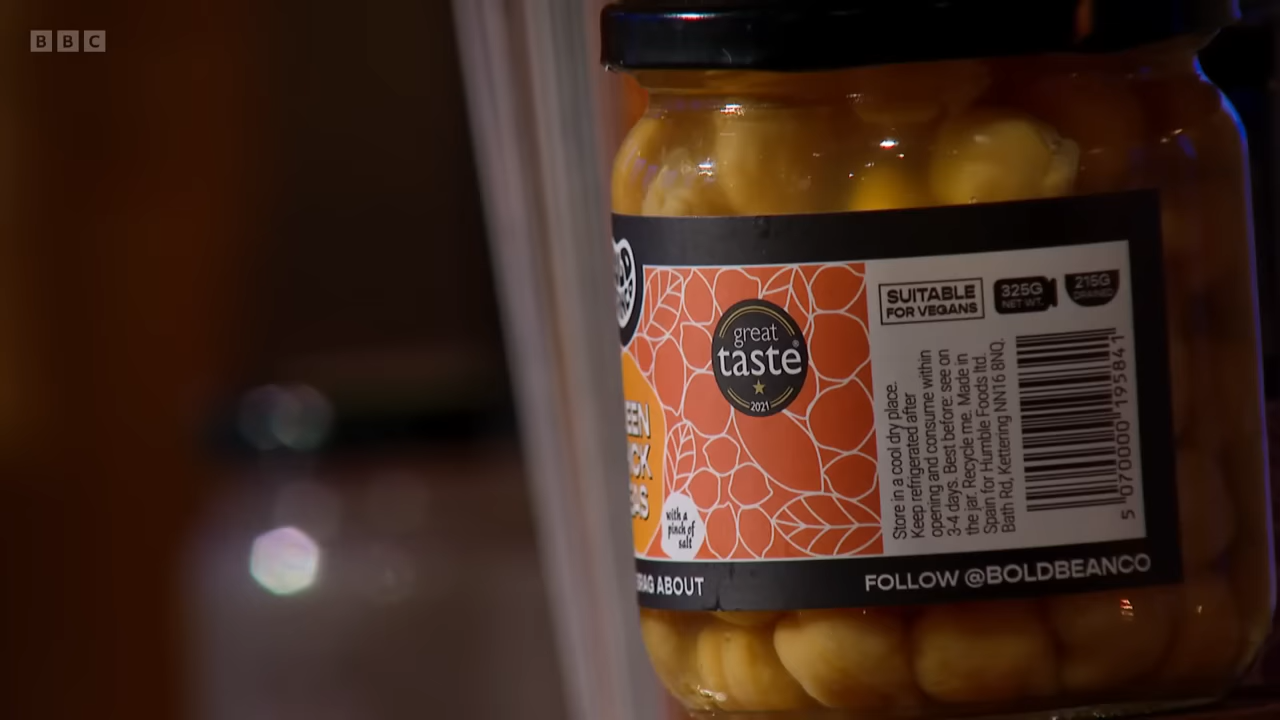 BBC
great
taste
2021
EEN
CK
with a
pinch of
salt
RAG ABOUT
SUITABLE
FOR VEGANS
325G
NET WT.
215G
DRAINED
Store in a cool dry place.
Keep refrigerated after
opening and consume within
3-4 days. Best before: see on
the jar. Recycle me. Made in
Spain for Humble Foods ltd.
Bath Rd, Kettering NN16 8NQ.
5 070000 195841
FOLLOW @BOLDBEANCO